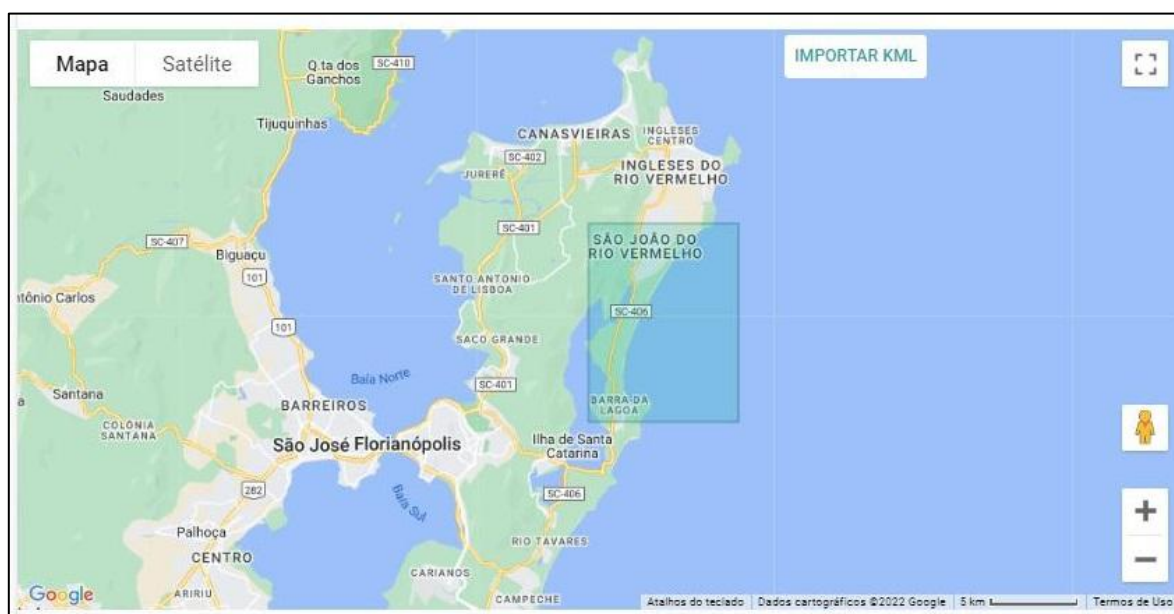 Mapa
Satélite
IMPORTAR KML
Q.ta dos
Ganchos
SC-410
Saudades
Tijuquinhas
CANASVIEIRAS
INGLESES
CENTRO
SC-402
JURERÊ
INGLESES DO
RIO VERMELHO
SC-401
SC-407
SÃO JOÃO DO
RIO VERMELHO
Biguaçu
101
SANTO ANTONIO
DE LISBOA
ntônio Carlos
SC-406
101
SACO GRANDE
Baía Norte
SC-401
Santana
BARREIROS
BARRA DA
LAGOA
COLÔNIA
SANTANA
São José
Florianópolis
Ilha de Santa
Catarina
282
SC-406
Baía Sul
Palhoça
RIO TAVARES
CENTRO
CARIANOS
ARIRIU
CAMPECHE
Google
Atalhos do teclado
Dados cartográficos ©2022 Google
5 km
Termos de Uso